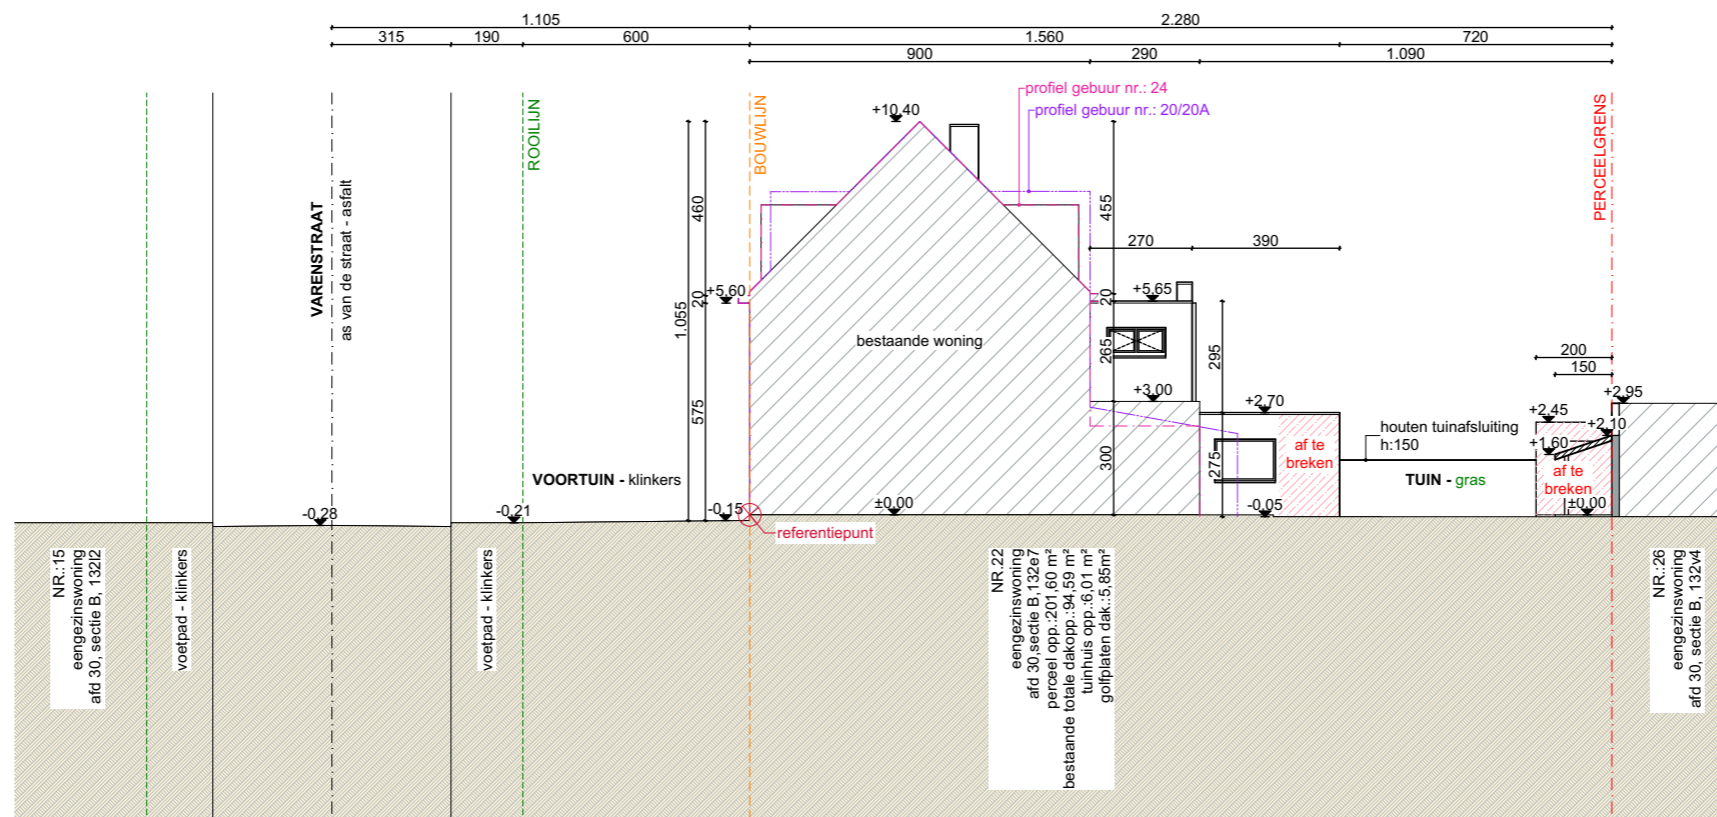 1.105
2.280
315
190
600
1.560
720
900
290
1.090
profiel gebuur nr.: 24
profiel gebuur nr.: 20/20A
ROOILIJN
BOUWLIJN
PERCEELGRENS
VARENSTRAAT
as van de straat - asfalt
+10.40
460
455
270
390
+5.60
20
20
+5.65
1.055
bestaande woning
265
295
200
150
+3.00
+2.70
+2.95
+2.45
+2.10
+1.60
575
300
275
houten tuinafsluiting
h:150
af te
breken
af te
breken
VOORTUIN - klinkers
TUIN - gras
-0.28
-0.21
-0.15
±0.00
-0.05
±0.00
referentiepunt
NR.:15
eengezinswoning
afd 30, sectie B, 132l2
voetpad - klinkers
voetpad - klinkers
NR.22
eengezinswoning
afd 30,sectie B,132e7
perceel opp.:201,60 m²
bestaande totale dakopp.:94,59 m²
tuinhuis opp.:6,01 m²
golfplaten dak.:5,85m²
NR.:26
eengezinswoning
afd 30, sectie B, 132v4